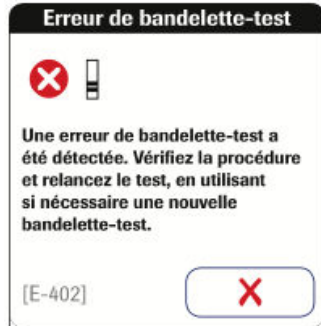 Erreur de bandelette-test
Une erreur de bandelette-test a
été détectée. Vérifiez la procédure
et relancez le test, en utilisant
si nécessaire une nouvelle
bandelette-test.
[E-402]